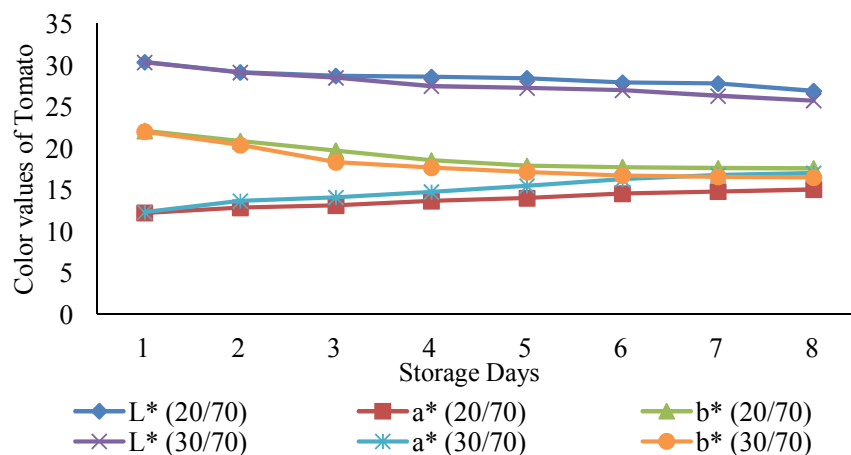 Color values of Tomato
35
30
25
20
15
10
5
0
1 2 3 4 5 6 7 8
Storage Days
L* (20/70) a* (20/70) b* (20/70)
L* (30/70) a* (30/70) b* (30/70)